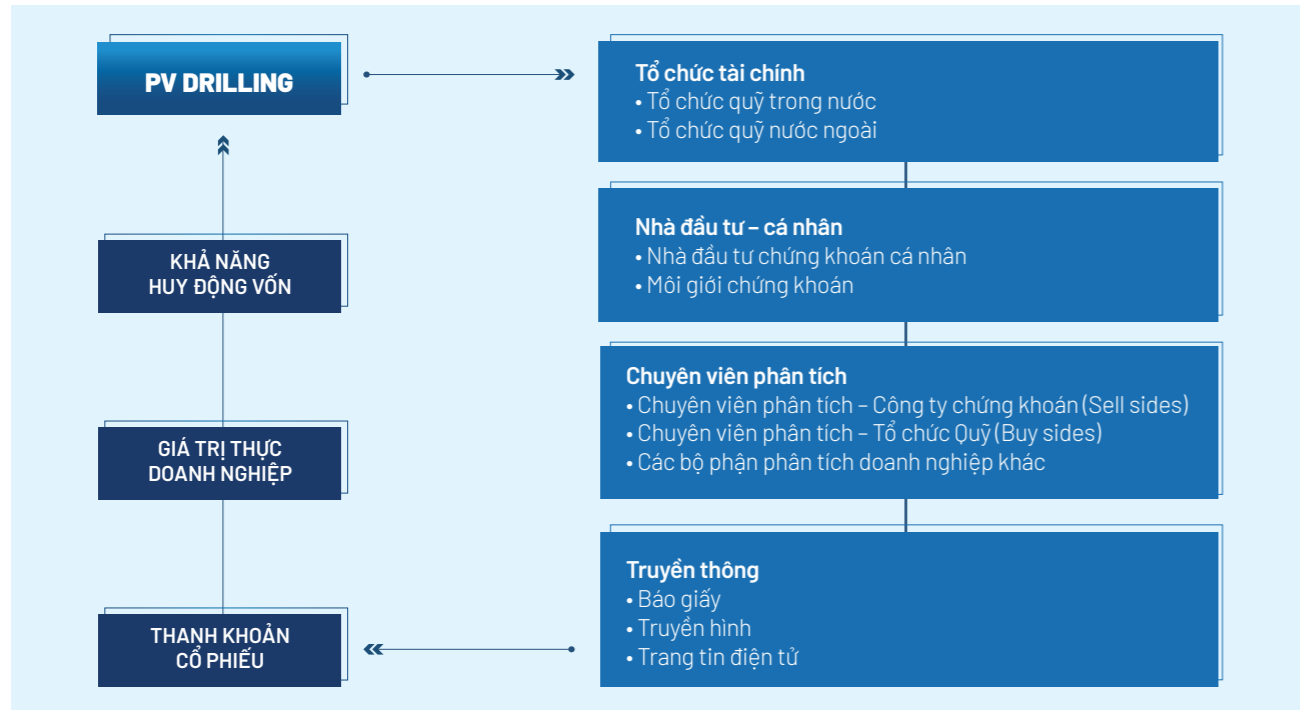 PV DRILLING
KHẢ NĂNG
HUY ĐỘNG VỐN
GIÁ TRỊ THỰC
DOANH NGHIỆP
THANH KHOẢN
CỔ PHIẾU
Tổ chức tài chính
• Tổ chức quỹ trong nước
• Tổ chức quỹ nước ngoài
Nhà đầu tư – cá nhân
• Nhà đầu tư chứng khoán cá nhân
• Môi giới chứng khoán
Chuyên viên phân tích
• Chuyên viên phân tích – Công ty chứng khoán (Sell sides)
• Chuyên viên phân tích – Tổ chức Quỹ (Buy sides)
• Các bộ phận phân tích doanh nghiệp khác
Truyền thông
• Báo giấy
• Truyền hình
• Trang tin điện tử